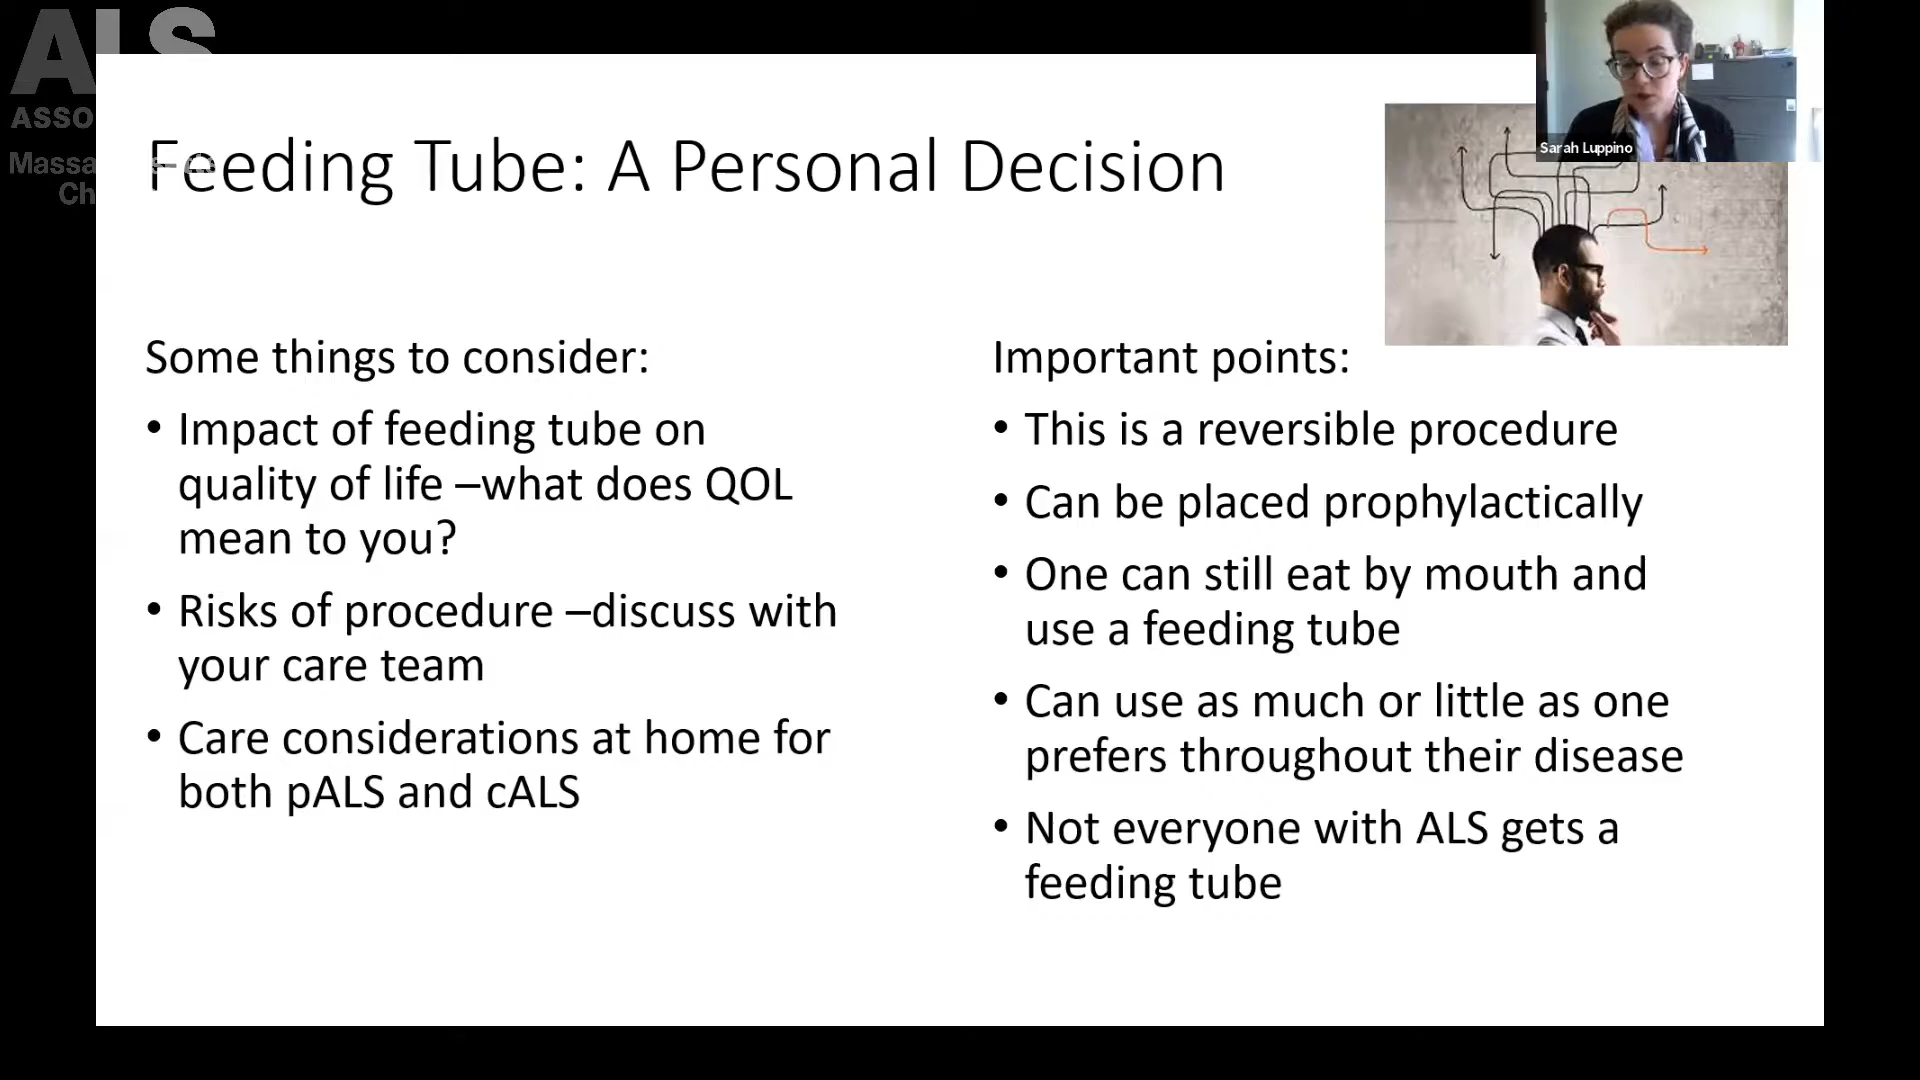 ALS
ASSO
Massa
Ch
Sarah Luppino
Feeding Tube: A Personal Decision
Some things to consider:
• Impact of feeding tube on
quality of life –what does QOL
mean to you?
• Risks of procedure –discuss with
your care team
• Care considerations at home for
both pALS and cALS
Important points:
• This is a reversible procedure
• Can be placed prophylactically
• One can still eat by mouth and
use a feeding tube
• Can use as much or little as one
prefers throughout their disease
• Not everyone with ALS gets a
feeding tube